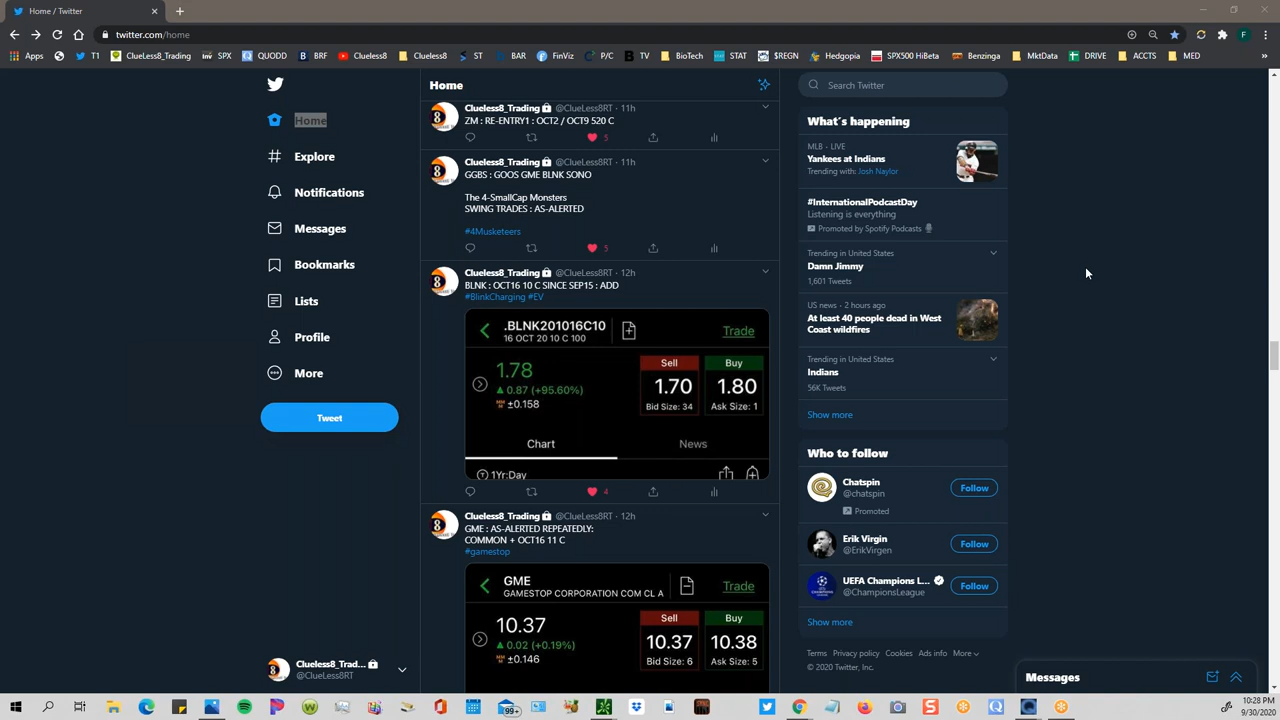 Home / Twitter
twitter.com/home
Apps
T1
ClueLess8_Trading
SPX
QUODD
BRF
Clueless8
Clueless8
ST
BAR
FinViz
P/C
TV
BioTech
STAT
$REGN
Hedgopia
SPX500 HiBeta
Benzinga
MktData
DRIVE
ACCTS
MED
Home
Explore
Notifications
Messages
Bookmarks
Lists
Profile
More
Tweet
Clueless8_Trad...
@ClueLess8RT
Home
Clueless8_Trading @ClueLess8RT · 11h
ZM : RE-ENTRY1 : OCT2 / OCT9 520 C
5
Clueless8_Trading @ClueLess8RT · 11h
GGBS : GOOS GME BLNK SONO
The 4-SmallCap Monsters
SWING TRADES : AS-ALERTED
#4Musketeers
5
Clueless8_Trading @ClueLess8RT · 12h
BLNK : OCT16 10 C SINCE SEP15 : ADD
#BlinkCharging #EV
.BLNK201016C10
16 OCT 20 10 C 100
Trade
1.78
0.87 (+95.60%)
±0.158
Sell
1.70
Bid Size: 34
Buy
1.80
Ask Size: 1
Chart
News
1Yr:Day
4
Clueless8_Trading @ClueLess8RT · 12h
GME : AS-ALERTED REPEATEDLY:
COMMON + OCT16 11 C
#gamestop
GME
GAMESTOP CORPORATION COM CL A
Trade
10.37
0.02 (+0.19%)
±0.146
Sell
10.37
Bid Size: 6
Buy
10.38
Ask Size: 5
Search Twitter
What's happening
MLB · LIVE
Yankees at Indians
Trending with: Josh Naylor
#InternationalPodcastDay
Listening is everything
Promoted by Spotify Podcasts
Trending in United States
Damn Jimmy
1,601 Tweets
US news · 2 hours ago
At least 40 people dead in West
Coast wildfires
Trending in United States
Indians
56K Tweets
Show more
Who to follow
Chatspin
@chatspin
Follow
Promoted
Erik Virgin
@ErikVirgen
Follow
UEFA Champions L...
@ChampionsLeague
Follow
Show more
Terms Privacy policy Cookies Ads info More
© 2020 Twitter, Inc.
Messages
99+
10:28 PM
9/30/2020